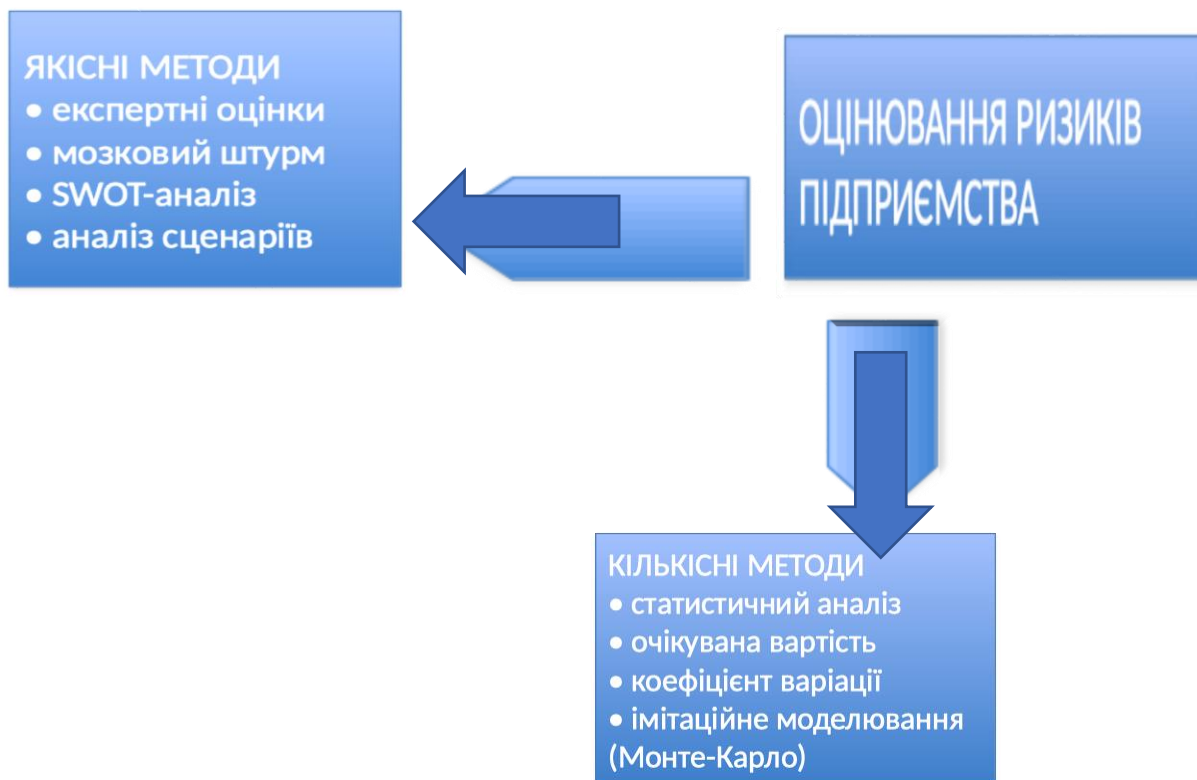 ЯКІСНІ МЕТОДИ
• експертні оцінки
• мозковий штурм
• SWOT-аналіз
• аналіз сценаріїв
ОЦІНЮВАННЯ РИЗИКІВ
ПІДПРИЄМСТВА
КІЛЬКІСНІ МЕТОДИ
• статистичний аналіз
• очікувана вартість
• коефіцієнт варіації
• імітаційне моделювання
(Монте-Карло)